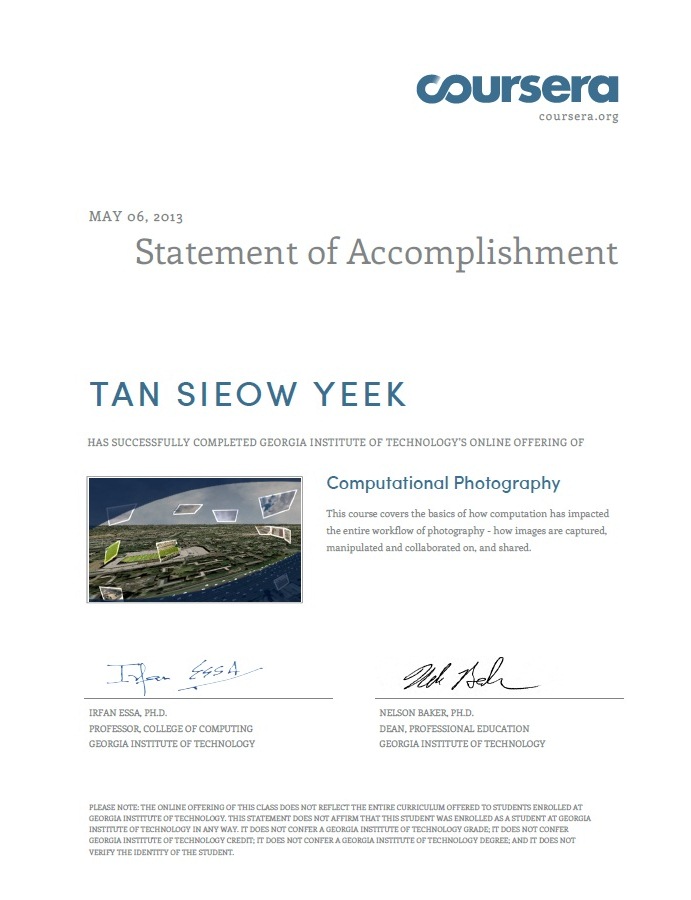 coursera
coursera.org
MAY 06, 2013
Statement of Accomplishment
TAN SIEOW YEEK
HAS SUCCESSFULLY COMPLETED GEORGIA INSTITUTE OF TECHNOLOGY'S ONLINE OFFERING OF
Computational Photography
This course covers the basics of how computation has impacted
the entire workflow of photography - how images are captured,
manipulated and collaborated on, and shared.
Irfan Essa
IRFAN ESSA, PH.D.
PROFESSOR, COLLEGE OF COMPUTING
GEORGIA INSTITUTE OF TECHNOLOGY
NELSON BAKER, PH.D.
DEAN, PROFESSIONAL EDUCATION
GEORGIA INSTITUTE OF TECHNOLOGY
PLEASE NOTE: THE ONLINE OFFERING OF THIS CLASS DOES NOT REFLECT THE ENTIRE CURRICULUM OFFERED TO STUDENTS ENROLLED AT
GEORGIA INSTITUTE OF TECHNOLOGY. THIS STATEMENT DOES NOT AFFIRM THAT THIS STUDENT WAS ENROLLED AS A STUDENT AT GEORGIA
INSTITUTE OF TECHNOLOGY IN ANY WAY. IT DOES NOT CONFER A GEORGIA INSTITUTE OF TECHNOLOGY GRADE; IT DOES NOT CONFER
GEORGIA INSTITUTE OF TECHNOLOGY CREDIT; IT DOES NOT CONFER A GEORGIA INSTITUTE OF TECHNOLOGY DEGREE; AND IT DOES NOT
VERIFY THE IDENTITY OF THE STUDENT.